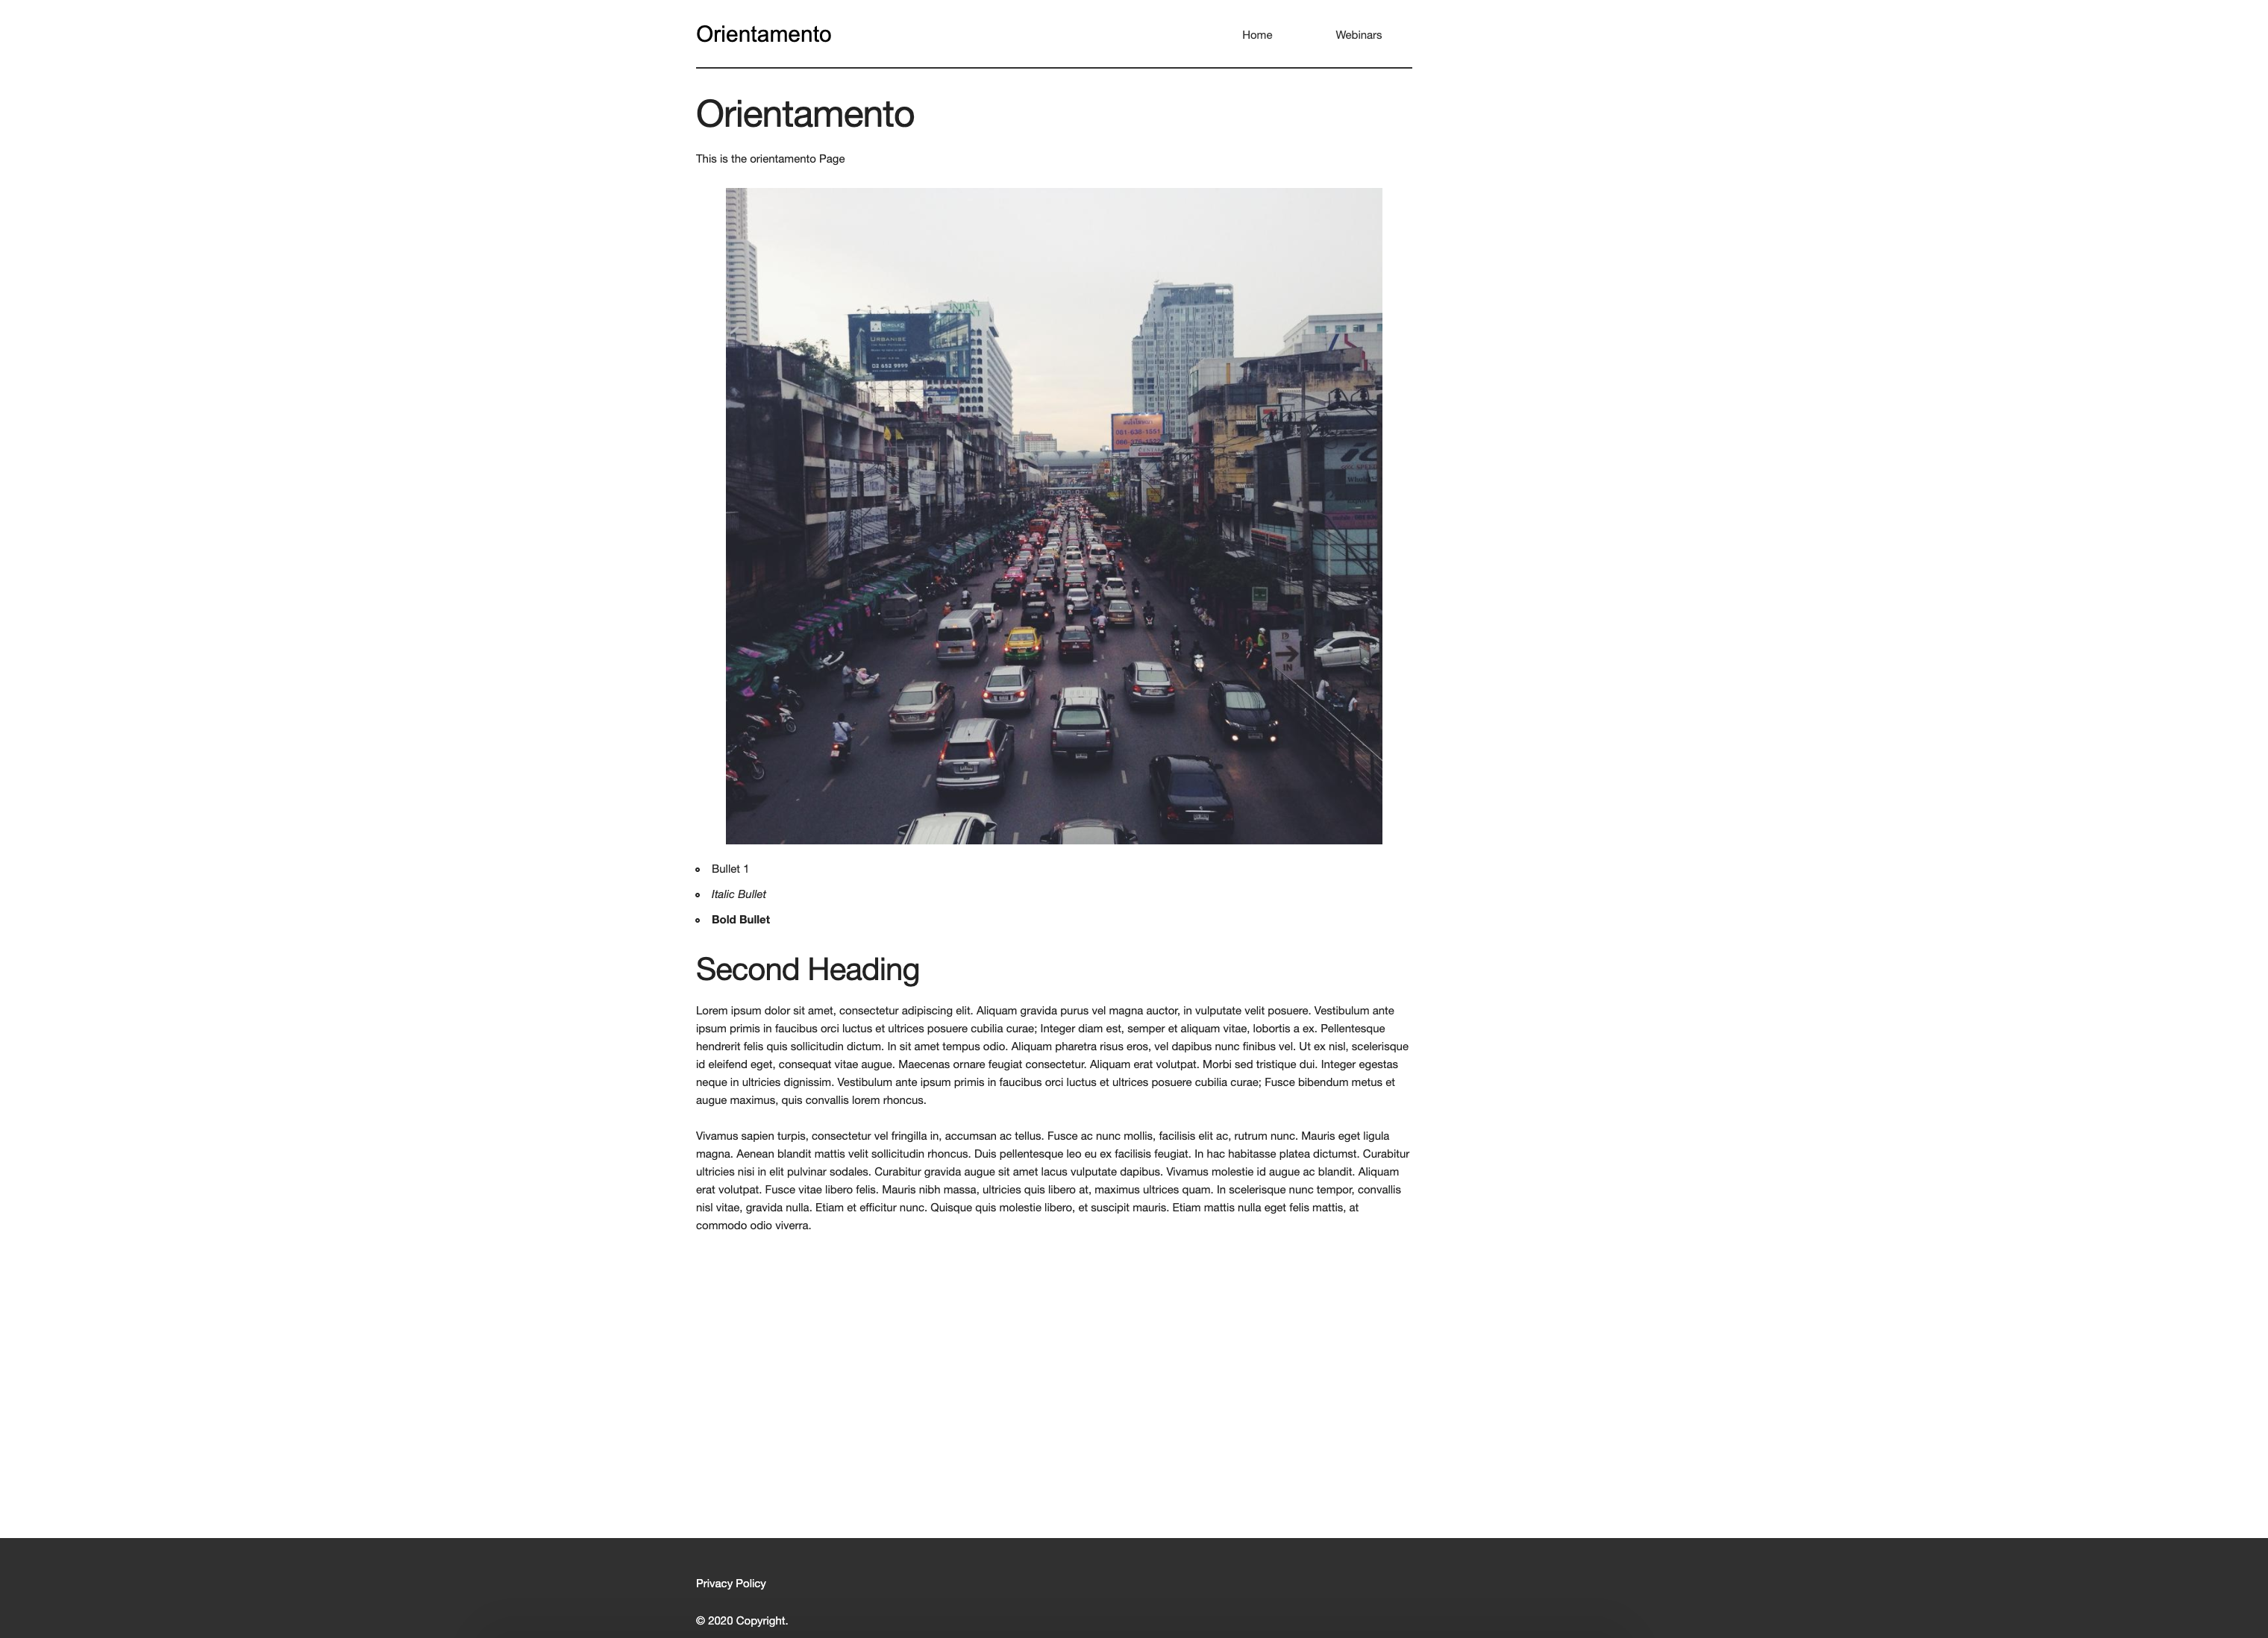 Orientamento
Home
Webinars
Orientamento
This is the orientamento Page
INDRA
URBANISE
02 652 9999
IN
Bullet 1
Italic Bullet
Bold Bullet
Second Heading
Lorem ipsum dolor sit amet, consectetur adipiscing elit. Aliquam gravida purus vel magna auctor, in vulputate velit posuere. Vestibulum ante
ipsum primis in faucibus orci luctus et ultrices posuere cubilia curae; Integer diam est, semper et aliquam vitae, lobortis a ex. Pellentesque
hendrerit felis quis sollicitudin dictum. In sit amet tempus odio. Aliquam pharetra risus eros, vel dapibus nunc finibus vel. Ut ex nisl, scelerisque
id eleifend eget, consequat vitae augue. Maecenas ornare feugiat consectetur. Aliquam erat volutpat. Morbi sed tristique dui. Integer egestas
neque in ultricies dignissim. Vestibulum ante ipsum primis in faucibus orci luctus et ultrices posuere cubilia curae; Fusce bibendum metus et
augue maximus, quis convallis lorem rhoncus.
Vivamus sapien turpis, consectetur vel fringilla in, accumsan ac tellus. Fusce ac nunc mollis, facilisis elit ac, rutrum nunc. Mauris eget ligula
magna. Aenean blandit mattis velit sollicitudin rhoncus. Duis pellentesque leo eu ex facilisis feugiat. In hac habitasse platea dictumst. Curabitur
ultricies nisi in elit pulvinar sodales. Curabitur gravida augue sit amet lacus vulputate dapibus. Vivamus molestie id augue ac blandit. Aliquam
erat volutpat. Fusce vitae libero felis. Mauris nibh massa, ultricies quis libero at, maximus ultrices quam. In scelerisque nunc tempor, convallis
nisl vitae, gravida nulla. Etiam et efficitur nunc. Quisque quis molestie libero, et suscipit mauris. Etiam mattis nulla eget felis mattis, at
commodo odio viverra.
Privacy Policy
© 2020 Copyright.